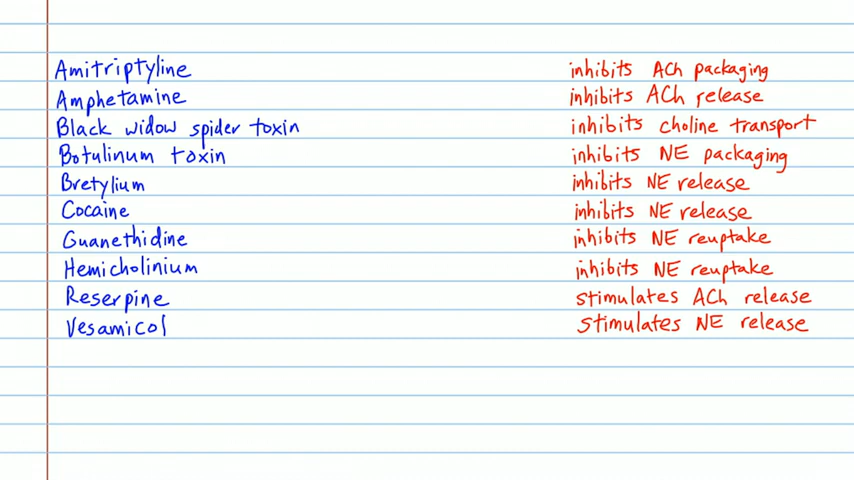 Amitriptyline inhibits ACh packaging
Amphetamine inhibits ACh release
Black widow spider toxin inhibits choline transport
Botulinum toxin inhibits NE packaging
Bretylium inhibits NE release
Cocaine inhibits NE release
Guanethidine inhibits NE reuptake
Hemicholinium inhibits NE reuptake
Reserpine stimulates ACh release
Vesamicol stimulates NE release